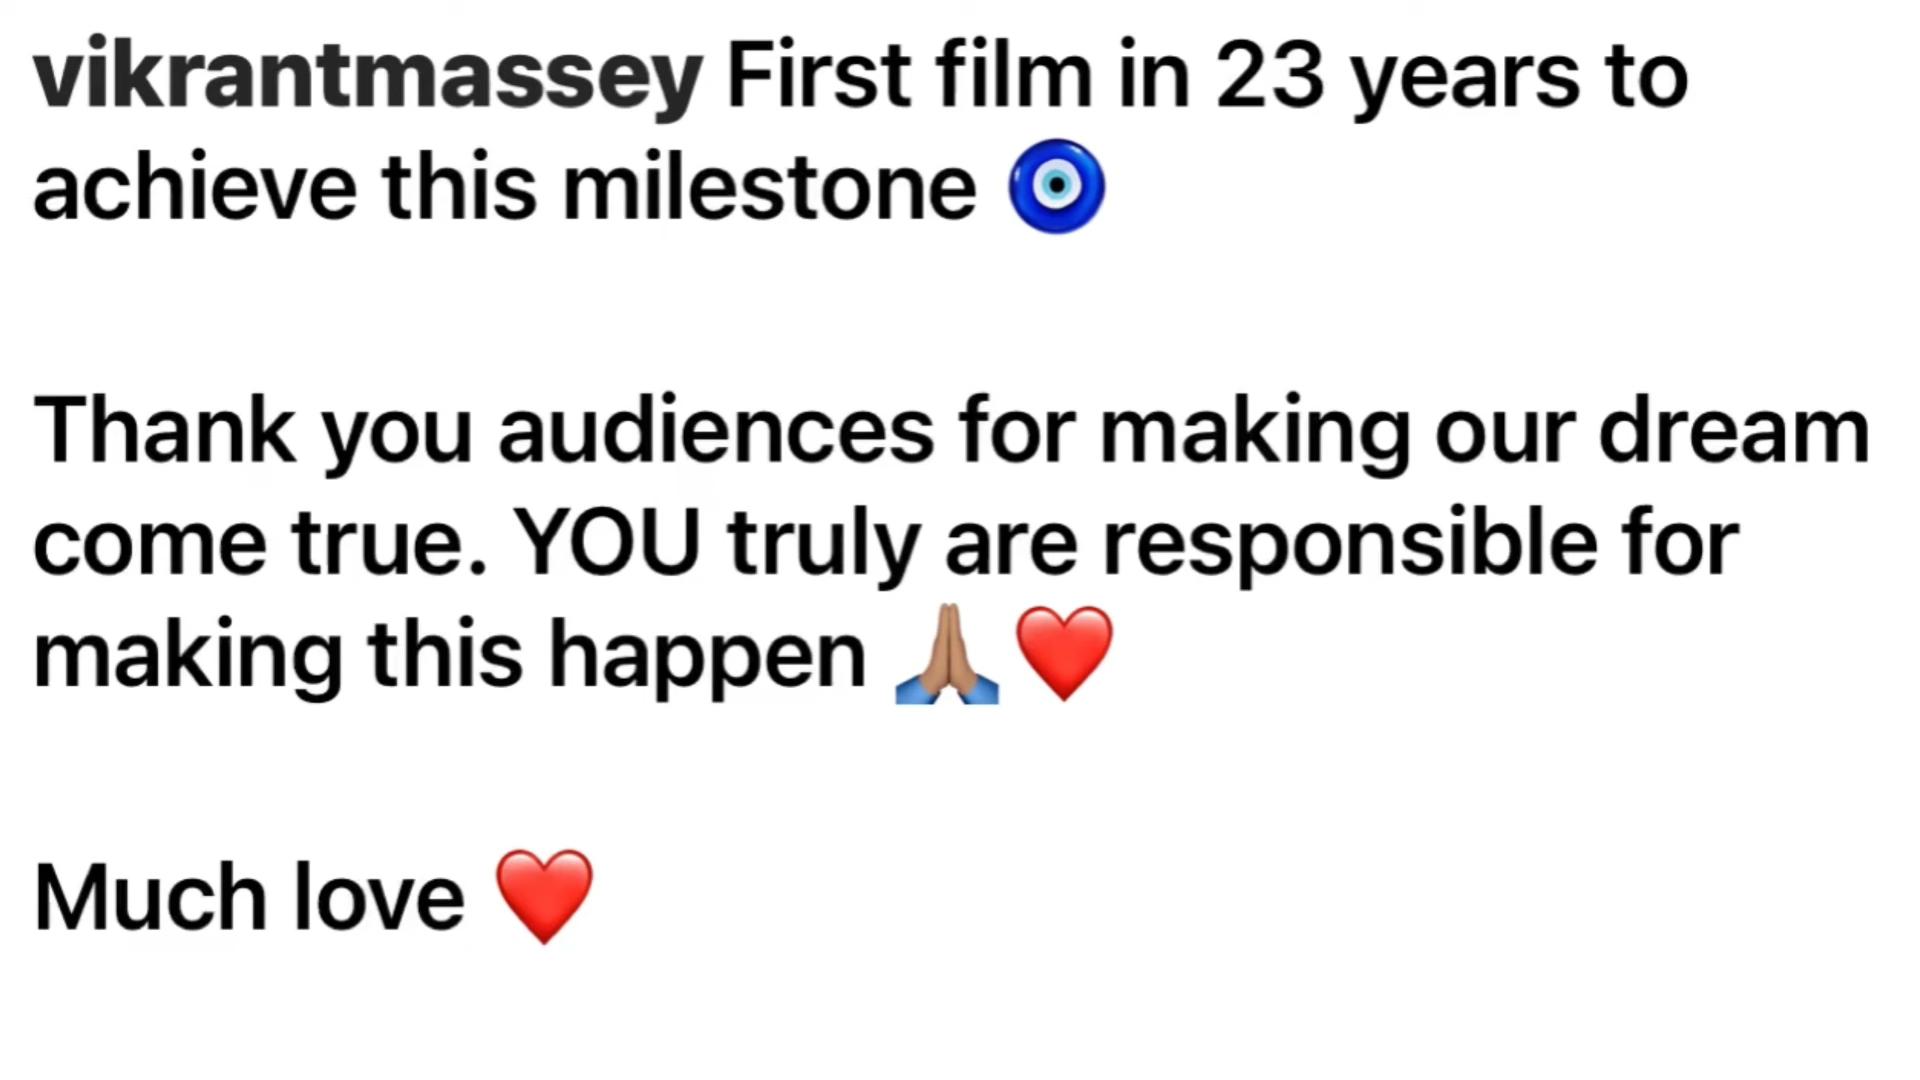 vikrantmassey First film in 23 years to
achieve this milestone 🧿
Thank you audiences for making our dream
come true. YOU truly are responsible for
making this happen 🙏🏽❤️
Much love ❤️